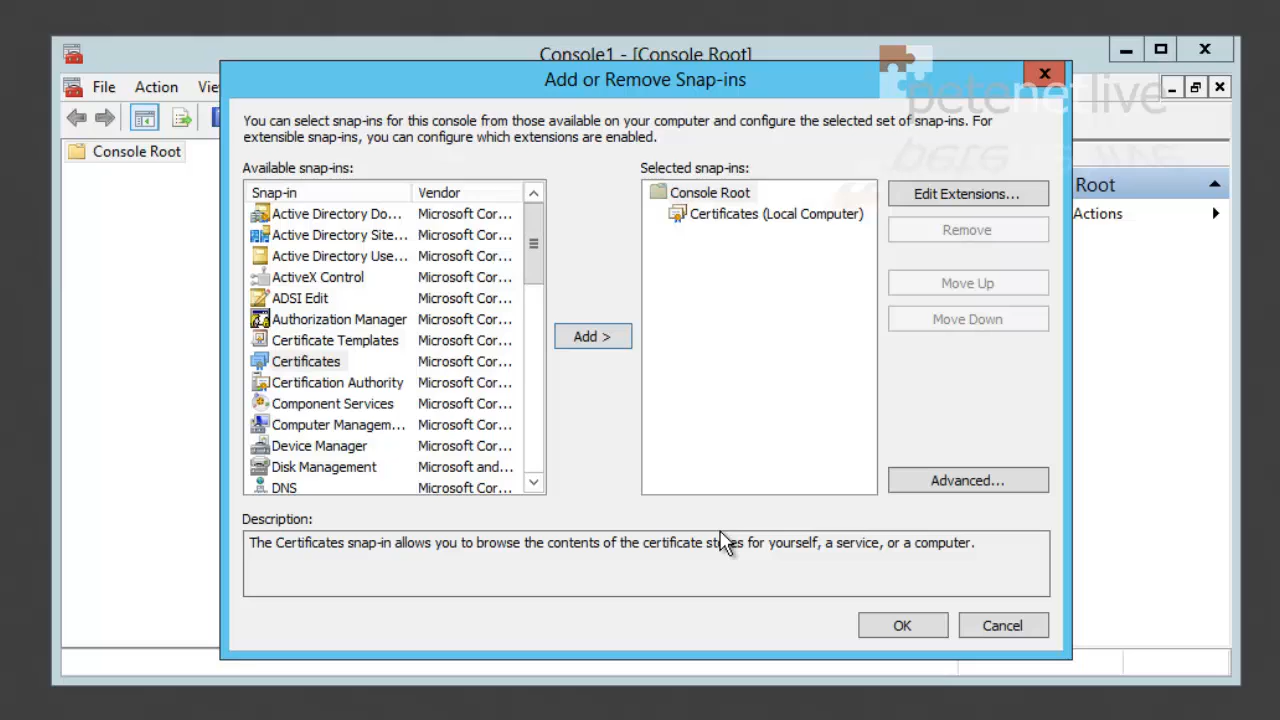 Console1 - [Console Root]
File Action
Console Root
Add or Remove Snap-ins
petenetlive
You can select snap-ins for this console from those available on your computer and configure the selected set of snap-ins. For
extensible snap-ins, you can configure which extensions are enabled.
Available snap-ins:
Snap-in Vendor
Active Directory Do... Microsoft Cor...
Active Directory Site... Microsoft Cor...
Active Directory Use... Microsoft Cor...
ActiveX Control Microsoft Cor...
ADSI Edit Microsoft Cor...
Authorization Manager Microsoft Cor...
Certificate Templates Microsoft Cor...
Certificates Microsoft Cor...
Certification Authority Microsoft Cor...
Component Services Microsoft Cor...
Computer Managem... Microsoft Cor...
Device Manager Microsoft Cor...
Disk Management Microsoft and...
DNS Microsoft Cor...
Add >
Selected snap-ins:
Console Root
Certificates (Local Computer)
Edit Extensions...
Remove
Move Up
Move Down
Advanced...
Root
Actions
Description:
The Certificates snap-in allows you to browse the contents of the certificate stores for yourself, a service, or a computer.
OK
Cancel